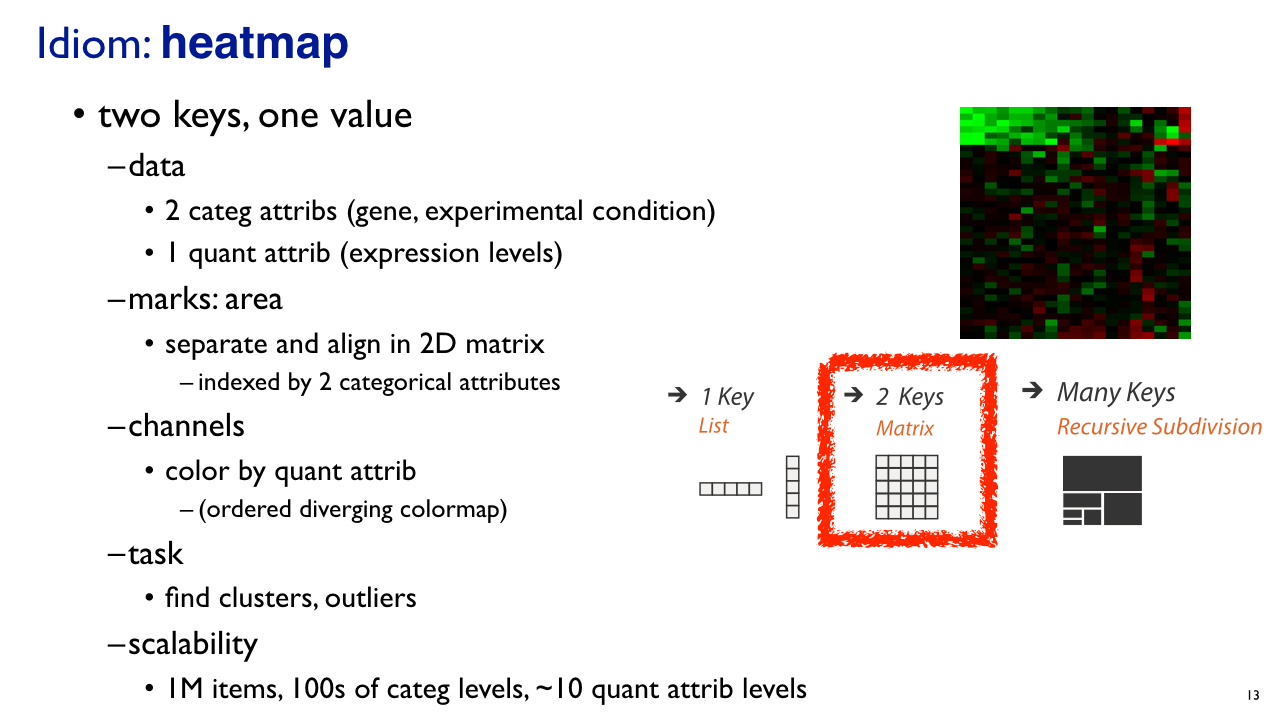 Idiom: heatmap
• two keys, one value
–data
• 2 categ attribs (gene, experimental condition)
• 1 quant attrib (expression levels)
–marks: area
• separate and align in 2D matrix
– indexed by 2 categorical attributes
–channels
• color by quant attrib
– (ordered diverging colormap)
–task
• find clusters, outliers
–scalability
• 1M items, 100s of categ levels, ~10 quant attrib levels
➔ 1 Key
List
➔ 2 Keys
Matrix
➔ Many Keys
Recursive Subdivision
13